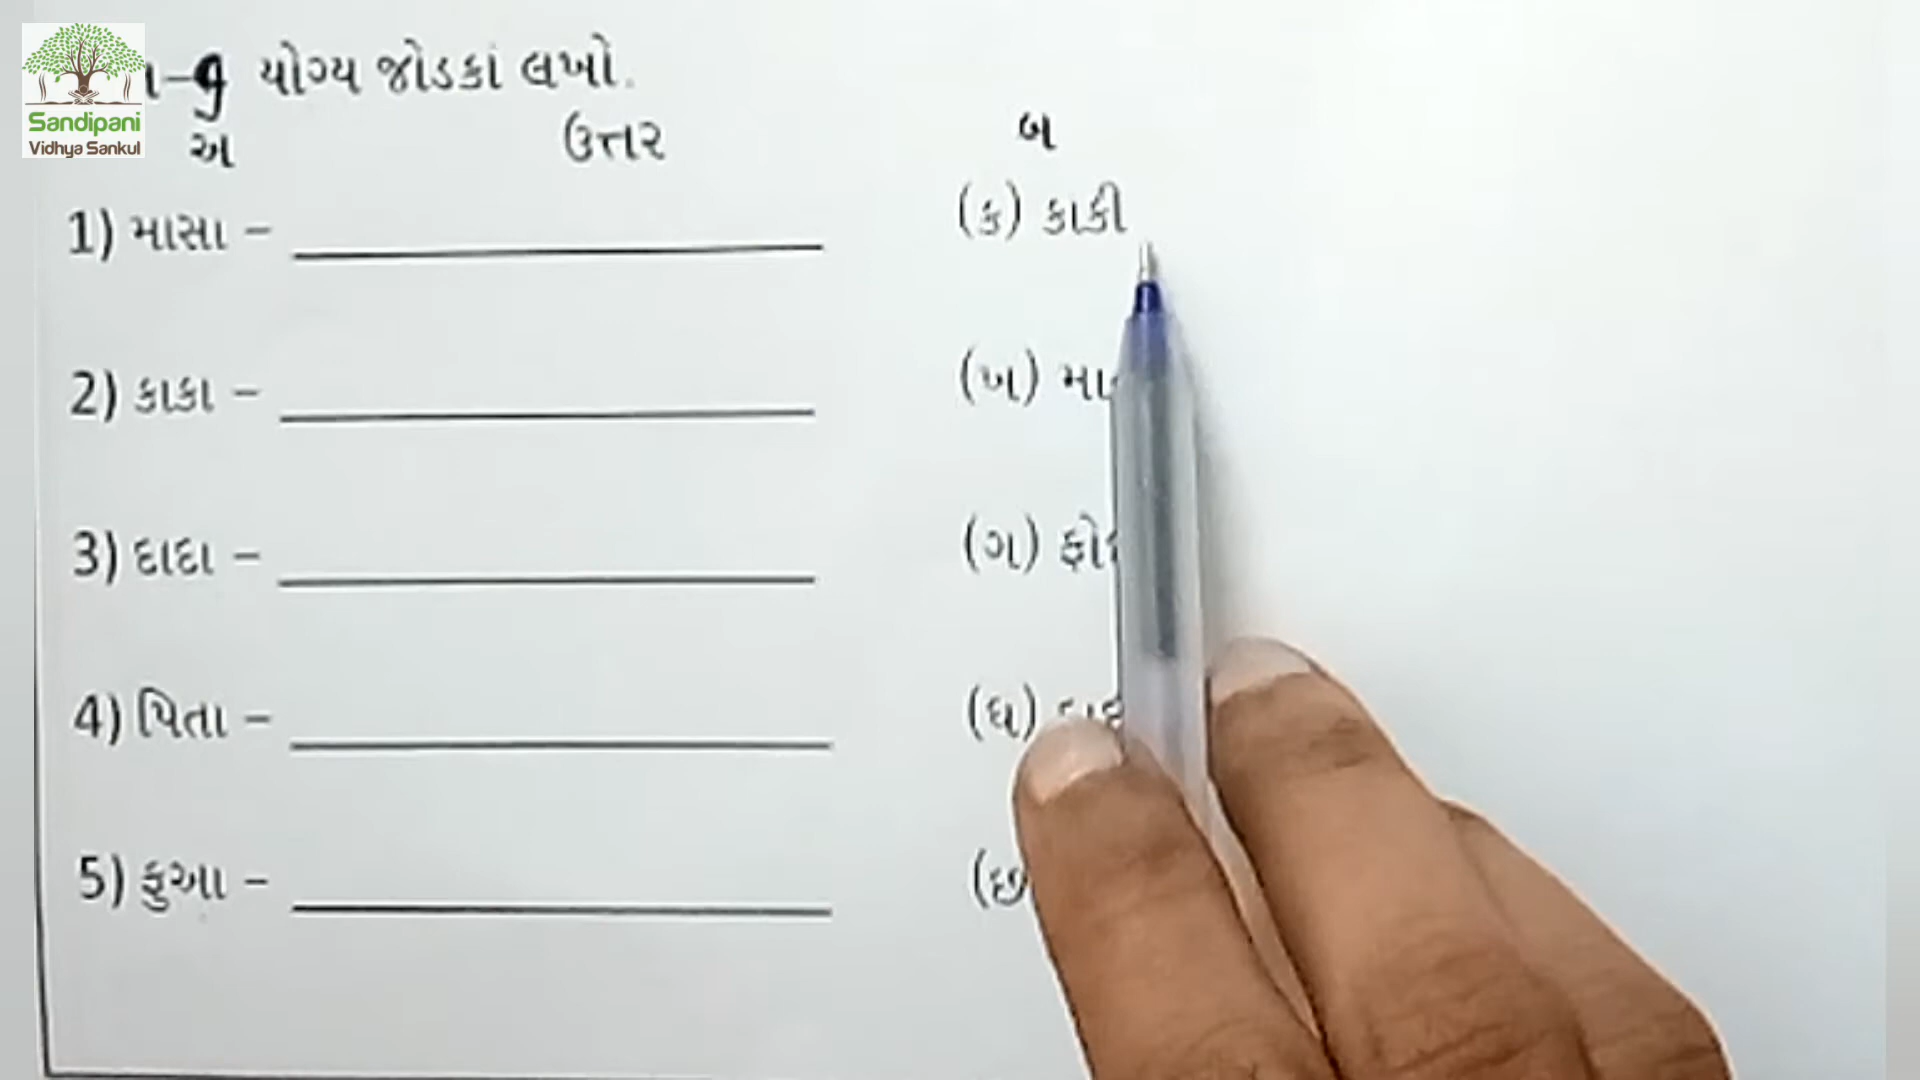 Sandipani
Vidhya Sankul
યોગ્ય જોડકાં લખો.
અ ઉત્તર બ
1) માસા – (ક) કાકી
2) કાકા – (ખ)
3) દાદા – (ગ)
4) પિતા – (ઘ)
5) ફુઆ –